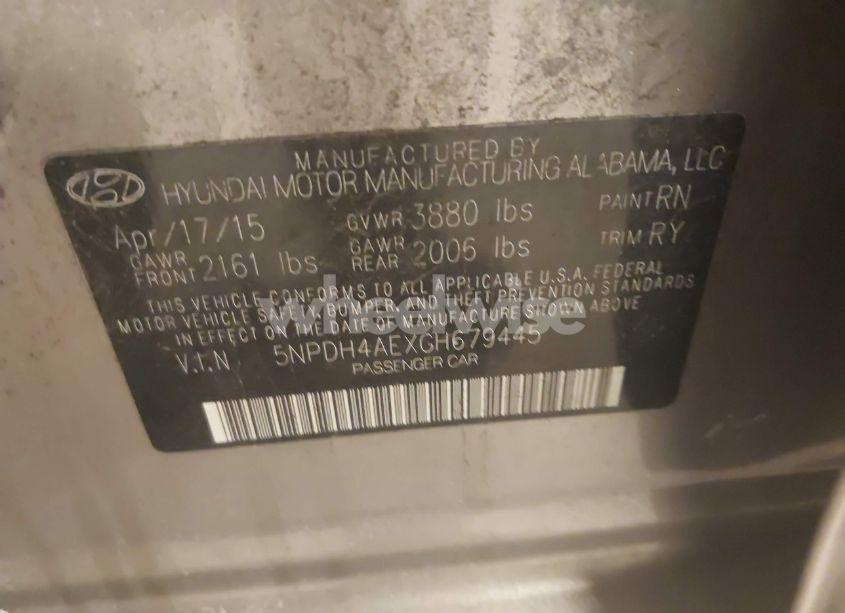 MANUFACTURED BY
HYUNDAI MOTOR MANUFACTURING ALABAMA, LLC
Apr/17/15 GVWR 3880 lbs PAINT RN
GAWR FRONT 2161 lbs GAWR REAR 2006 lbs TRIM RY
THIS VEHICLE CONFORMS TO ALL APPLICABLE U.S.A. FEDERAL
MOTOR VEHICLE SAFETY, BUMPER, AND THEFT PREVENTION STANDARDS
IN EFFECT ON THE DATE OF MANUFACTURE SHOWN ABOVE
V.I.N 5NPDH4AEXGH679445
PASSENGER CAR